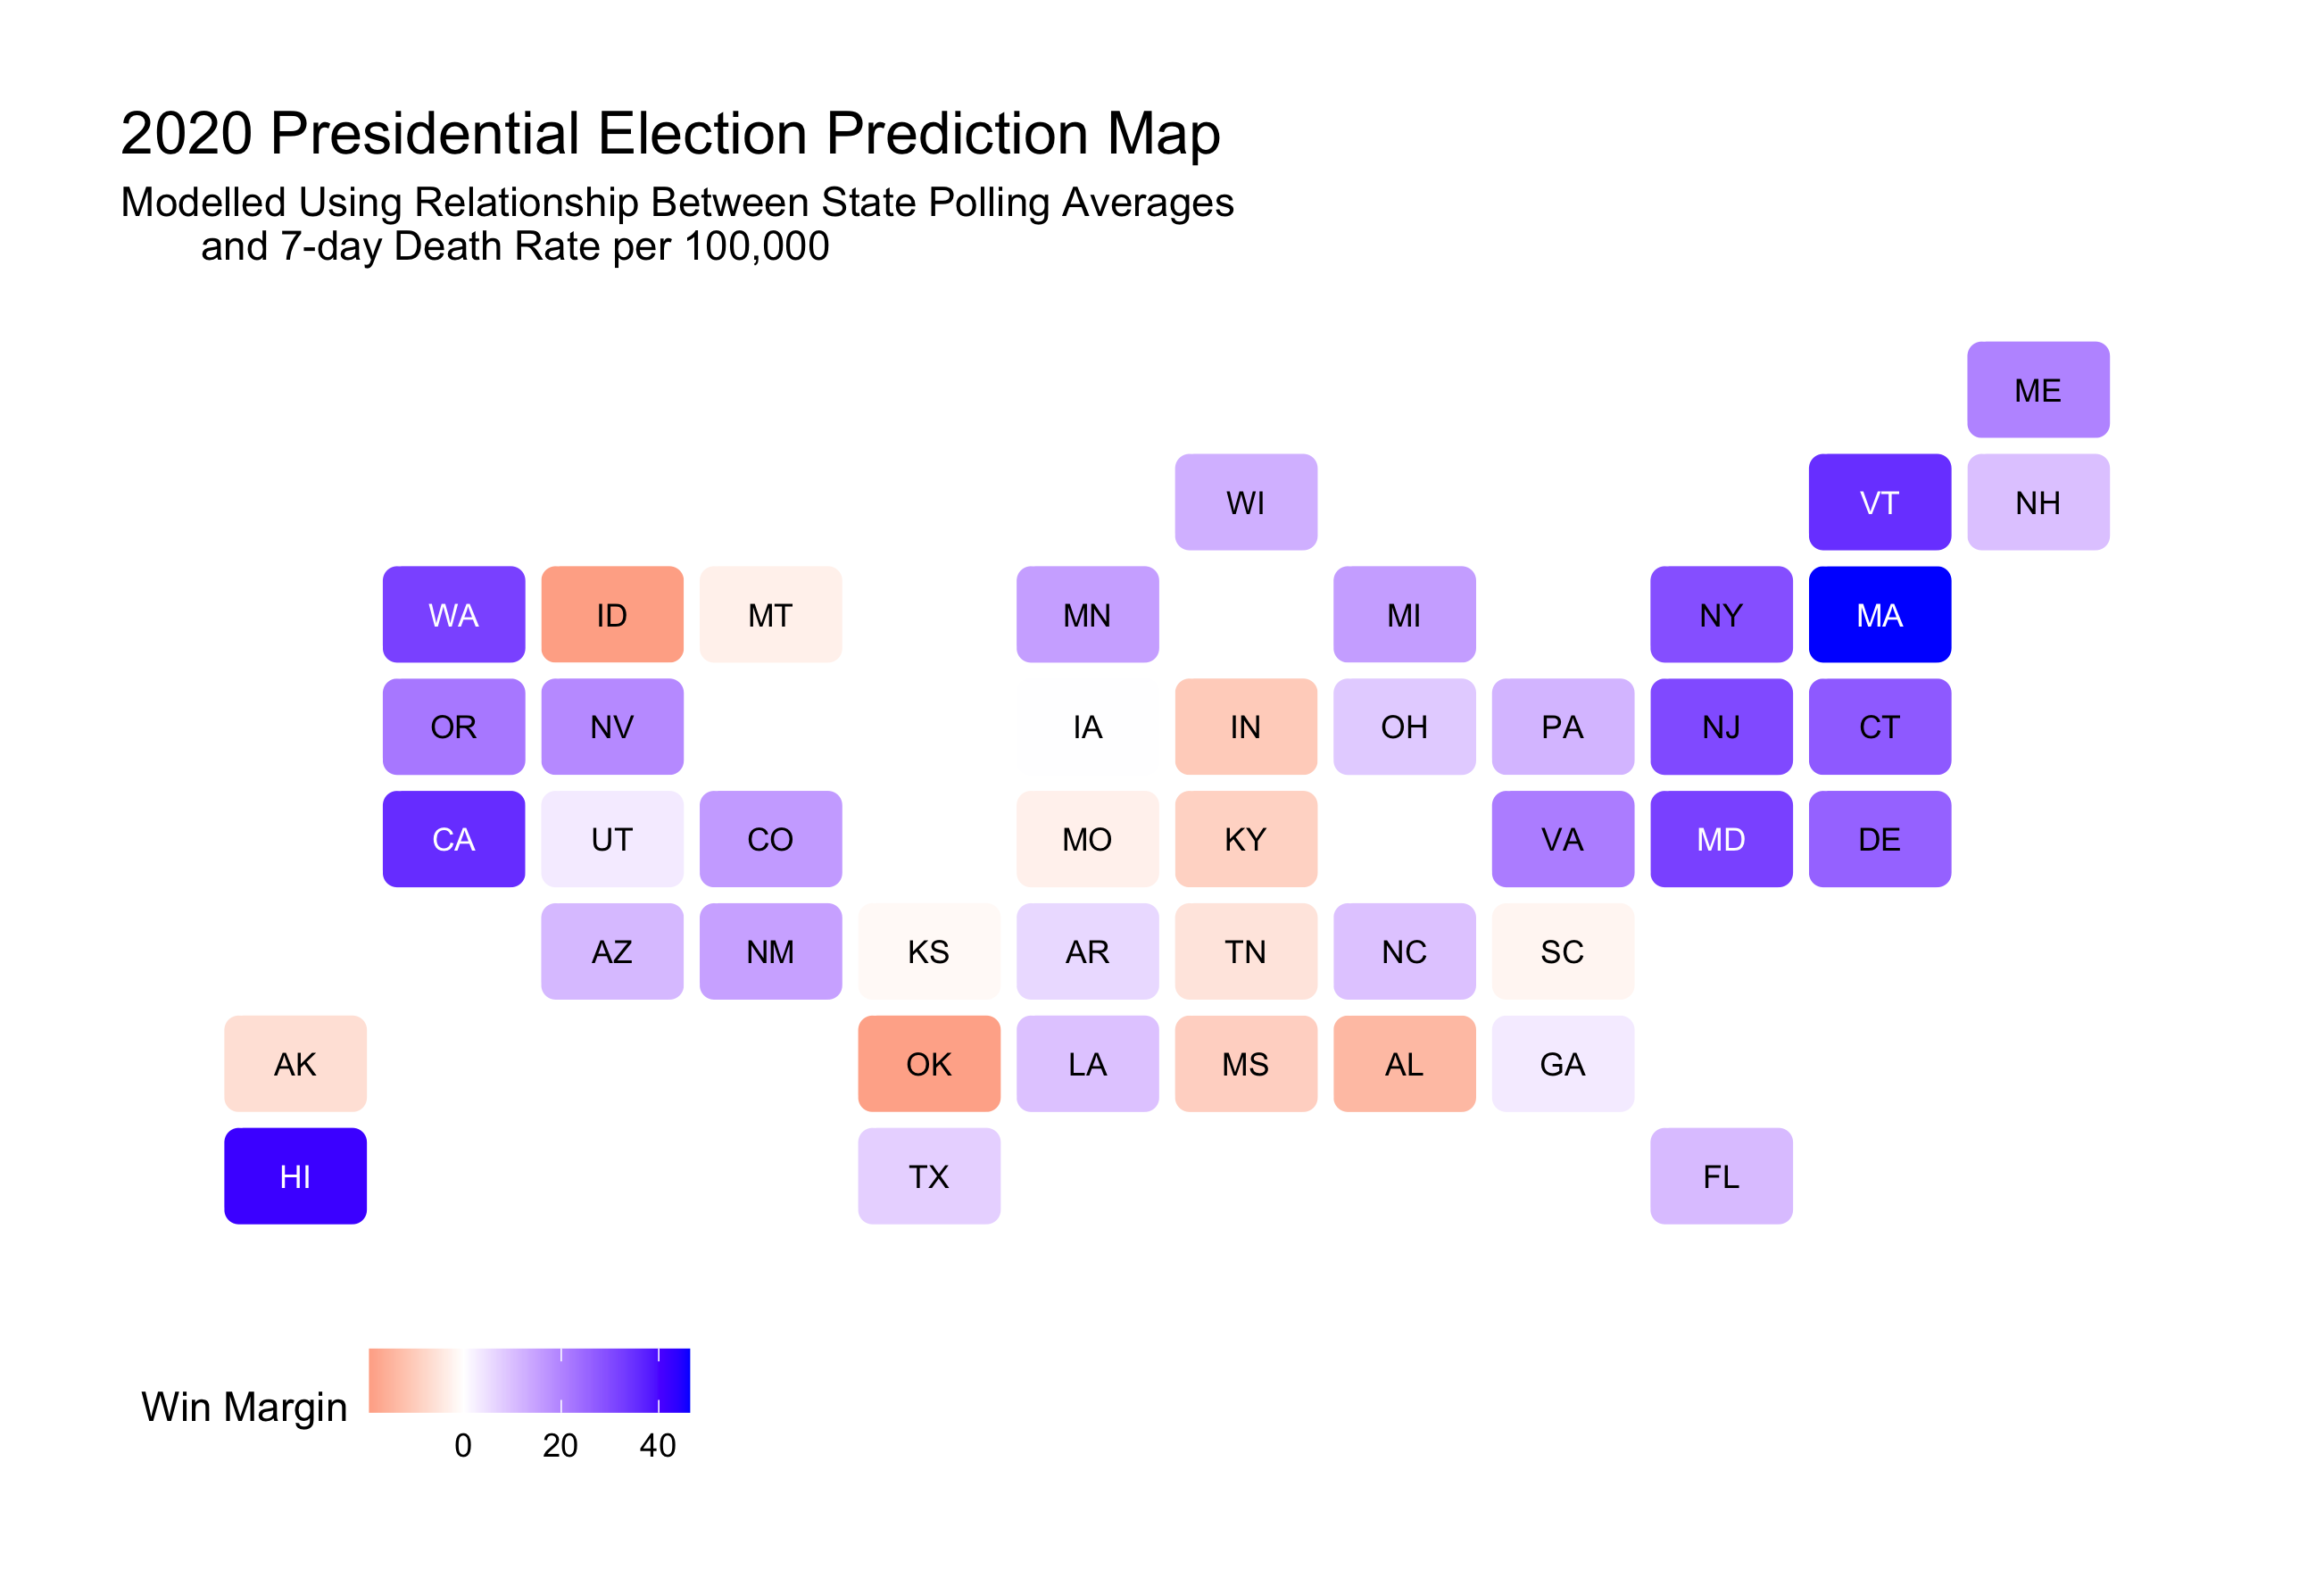 2020 Presidential Election Prediction Map
Modelled Using Relationship Between State Polling Averages
and 7-day Death Rate per 100,000
ME
WI VT NH
WA ID MT MN MI NY MA
OR NV IA IN OH PA NJ CT
CA UT CO MO KY VA MD DE
AZ NM KS AR TN NC SC
AK OK LA MS AL GA
HI TX FL
Win Margin
0 20 40